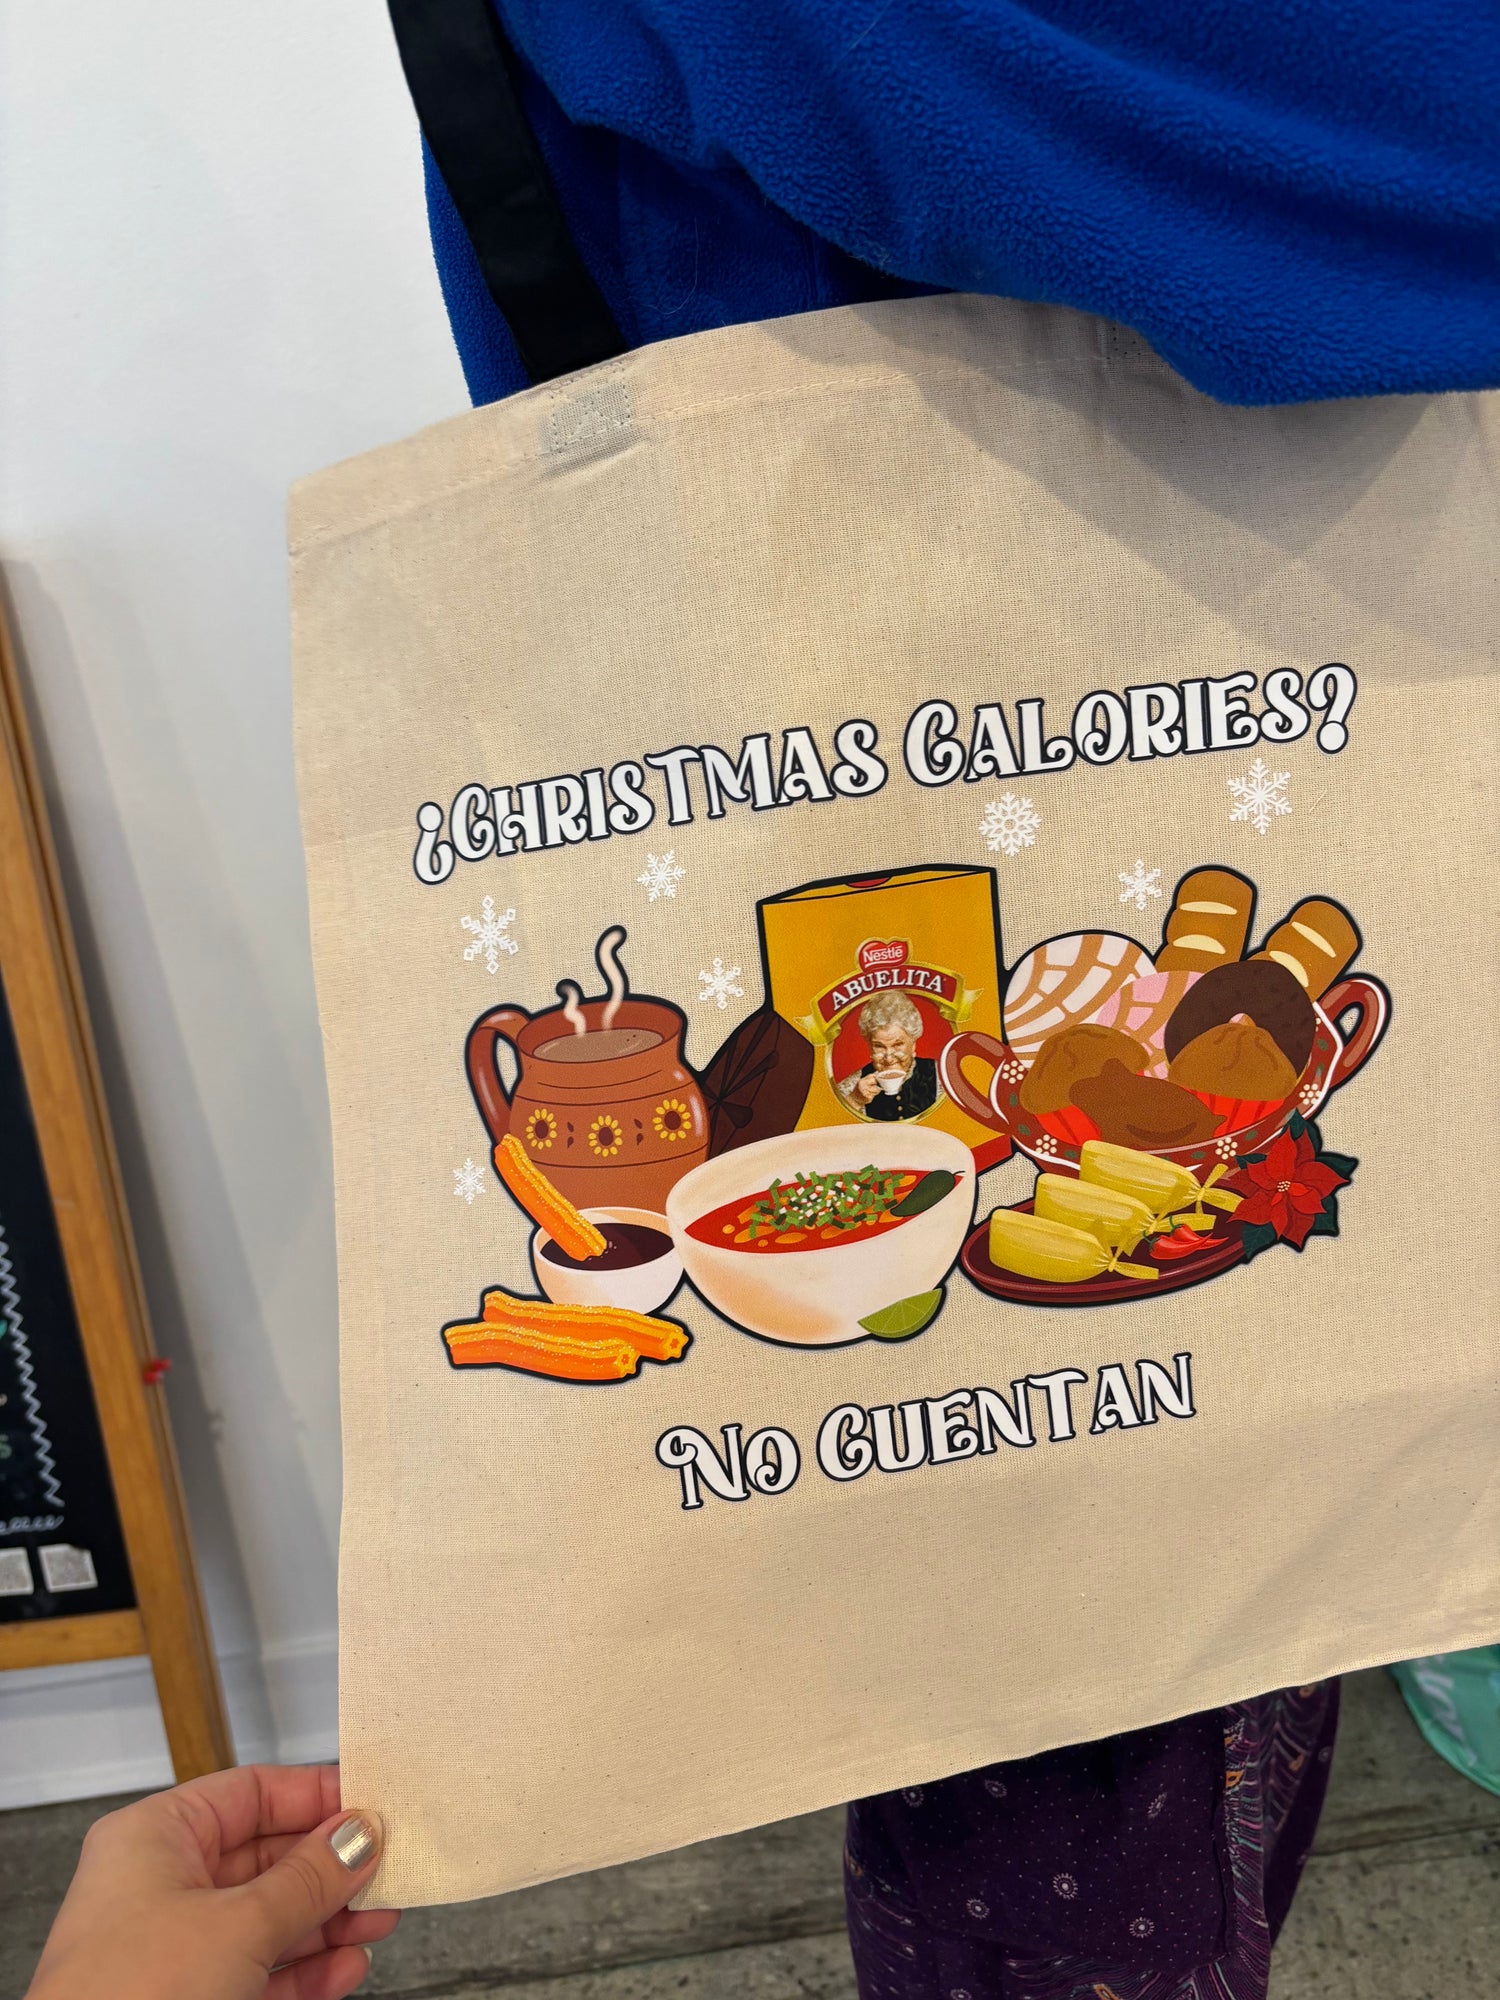 ¿CHRISTMAS CALORIES?
Nestlé
ABUELITA
NO CUENTAN